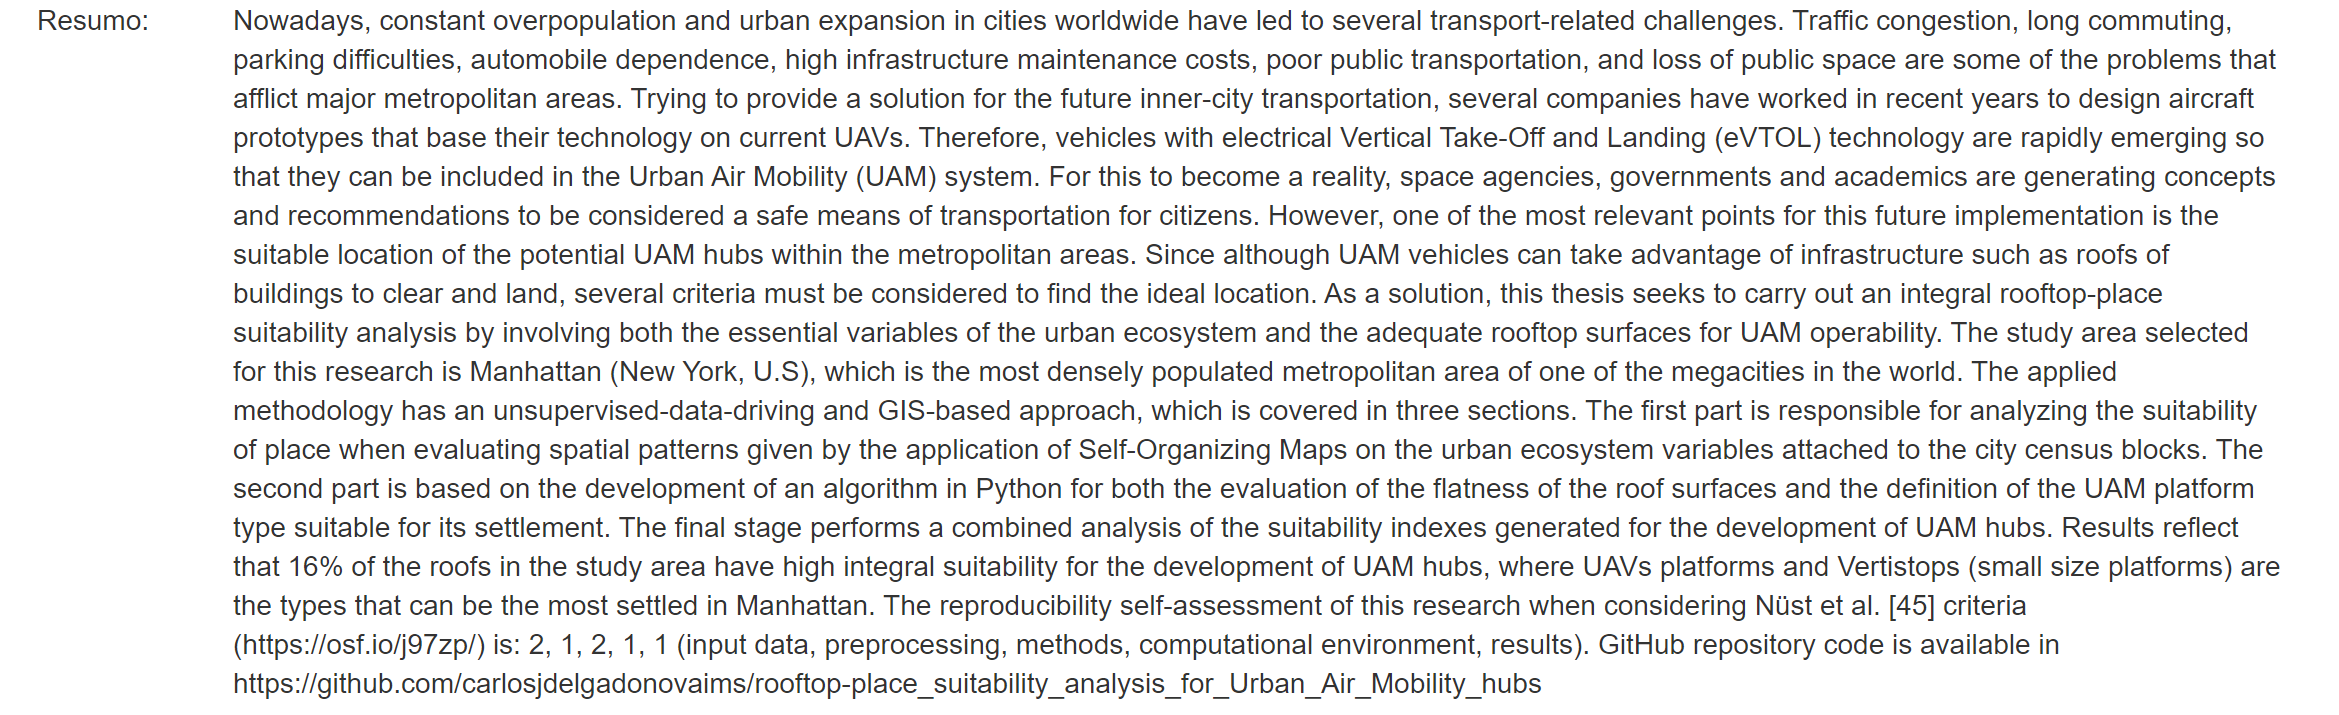 Resumo: Nowadays, constant overpopulation and urban expansion in cities worldwide have led to several transport-related challenges. Traffic congestion, long commuting,
parking difficulties, automobile dependence, high infrastructure maintenance costs, poor public transportation, and loss of public space are some of the problems that
afflict major metropolitan areas. Trying to provide a solution for the future inner-city transportation, several companies have worked in recent years to design aircraft
prototypes that base their technology on current UAVs. Therefore, vehicles with electrical Vertical Take-Off and Landing (eVTOL) technology are rapidly emerging so
that they can be included in the Urban Air Mobility (UAM) system. For this to become a reality, space agencies, governments and academics are generating concepts
and recommendations to be considered a safe means of transportation for citizens. However, one of the most relevant points for this future implementation is the
suitable location of the potential UAM hubs within the metropolitan areas. Since although UAM vehicles can take advantage of infrastructure such as roofs of
buildings to clear and land, several criteria must be considered to find the ideal location. As a solution, this thesis seeks to carry out an integral rooftop-place
suitability analysis by involving both the essential variables of the urban ecosystem and the adequate rooftop surfaces for UAM operability. The study area selected
for this research is Manhattan (New York, U.S), which is the most densely populated metropolitan area of one of the megacities in the world. The applied
methodology has an unsupervised-data-driving and GIS-based approach, which is covered in three sections. The first part is responsible for analyzing the suitability
of place when evaluating spatial patterns given by the application of Self-Organizing Maps on the urban ecosystem variables attached to the city census blocks. The
second part is based on the development of an algorithm in Python for both the evaluation of the flatness of the roof surfaces and the definition of the UAM platform
type suitable for its settlement. The final stage performs a combined analysis of the suitability indexes generated for the development of UAM hubs. Results reflect
that 16% of the roofs in the study area have high integral suitability for the development of UAM hubs, where UAVs platforms and Vertistops (small size platforms) are
the types that can be the most settled in Manhattan. The reproducibility self-assessment of this research when considering Nüst et al. [45] criteria
(https://osf.io/j97zp/) is: 2, 1, 2, 1, 1 (input data, preprocessing, methods, computational environment, results). GitHub repository code is available in
https://github.com/carlosjdelgadonovaims/rooftop-place_suitability_analysis_for_Urban_Air_Mobility_hubs